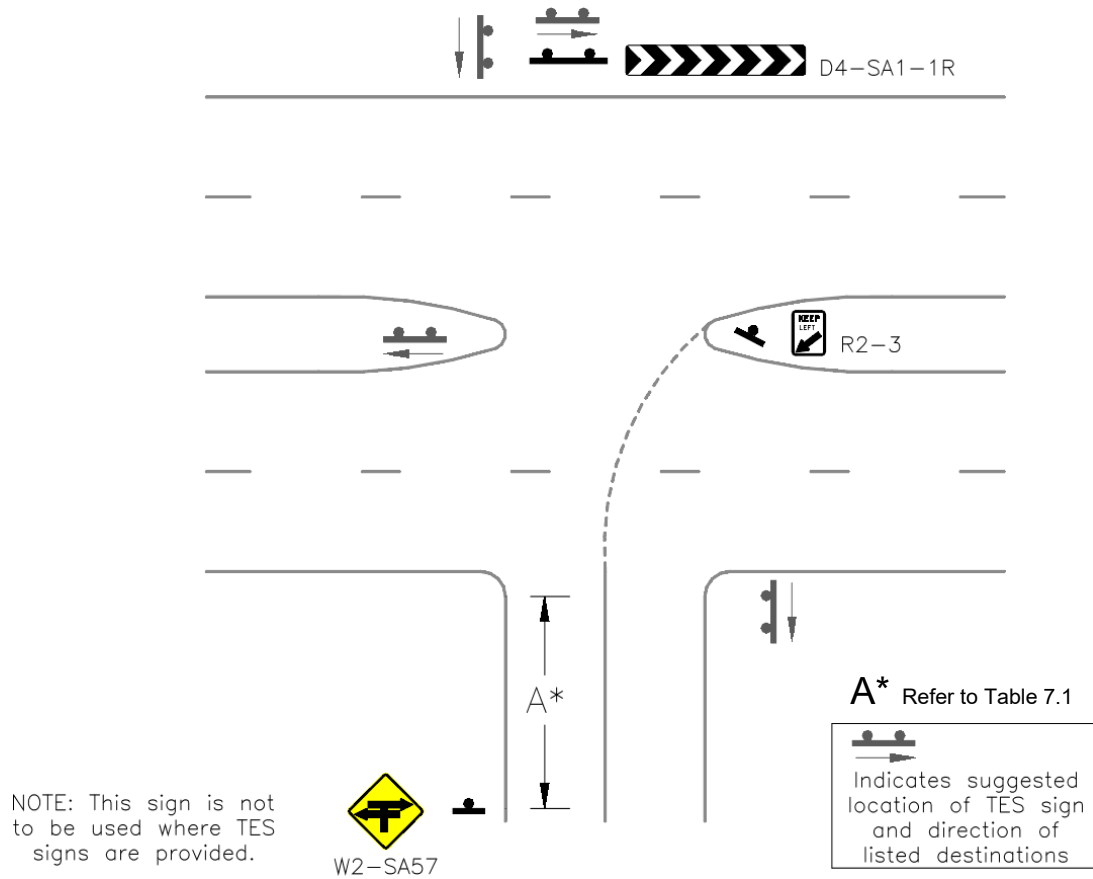 D4-SA1-1R
KEEP
LEFT
R2-3
A*
A* Refer to Table 7.1
Indicates suggested
location of TES sign
and direction of
listed destinations
NOTE: This sign is not
to be used where TES
signs are provided.
W2-SA57